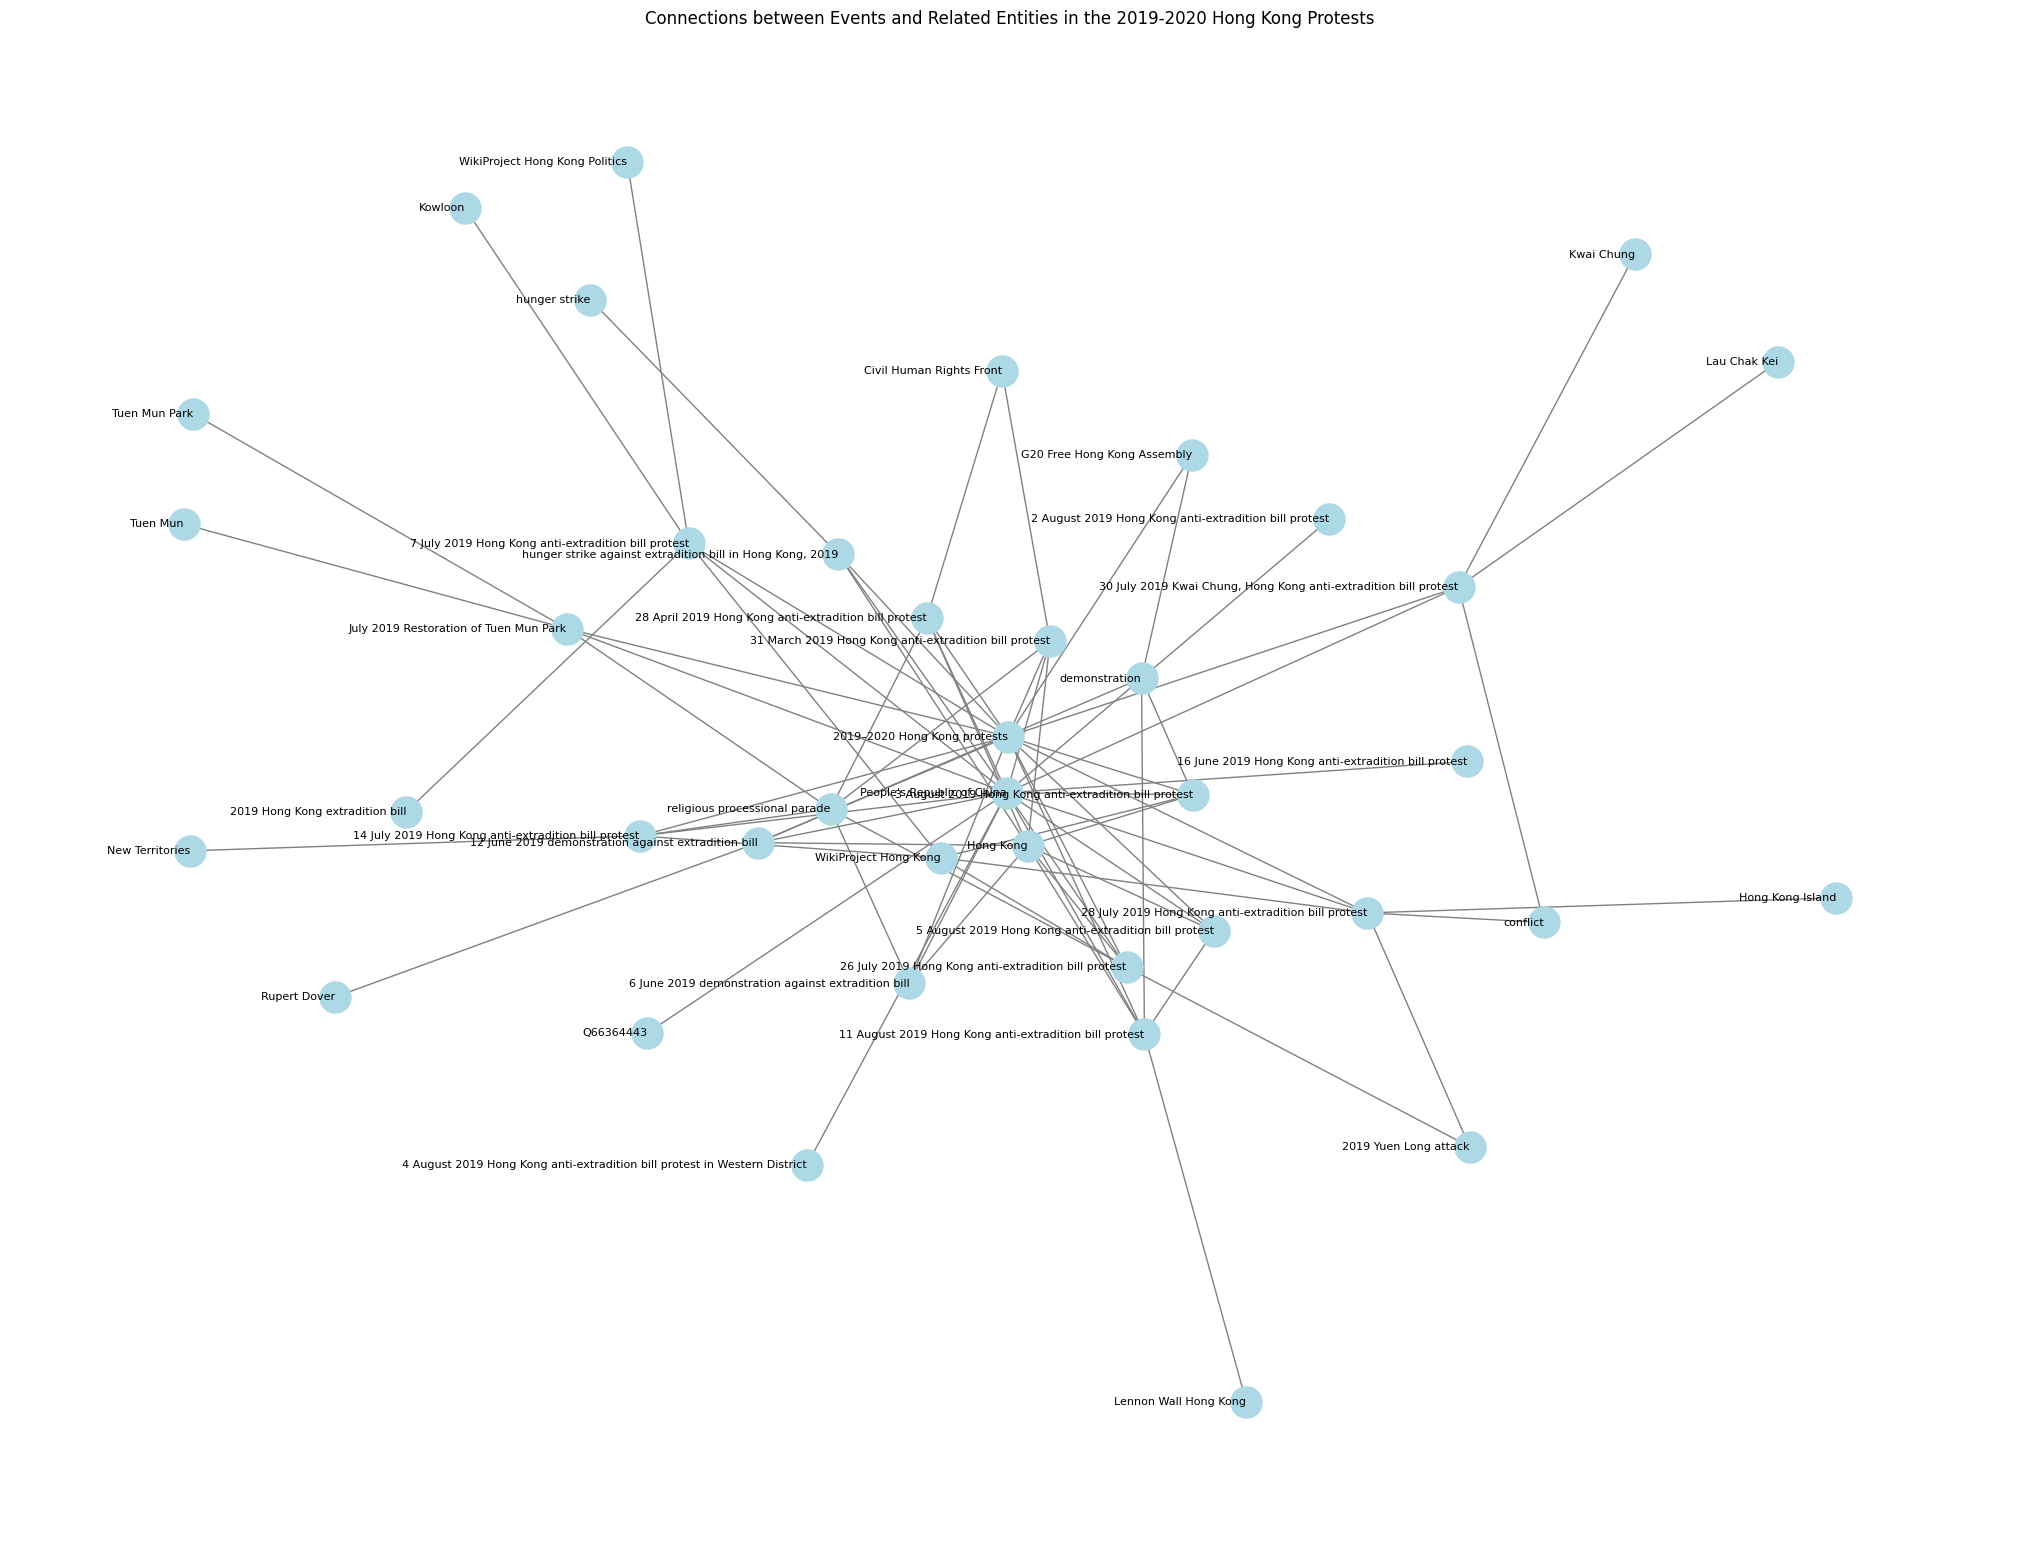 Connections between Events and Related Entities in the 2019-2020 Hong Kong Protests
WikiProject Hong Kong Politics
Kowloon
Kwai Chung
hunger strike
Lau Chak Kei
Civil Human Rights Front
Tuen Mun Park
G20 Free Hong Kong Assembly
2 August 2019 Hong Kong anti-extradition bill protest
Tuen Mun
7 July 2019 Hong Kong anti-extradition bill protest
hunger strike against extradition bill in Hong Kong, 2019
30 July 2019 Kwai Chung, Hong Kong anti-extradition bill protest
28 April 2019 Hong Kong anti-extradition bill protest
July 2019 Restoration of Tuen Mun Park
31 March 2019 Hong Kong anti-extradition bill protest
demonstration
2019–2020 Hong Kong protests
16 June 2019 Hong Kong anti-extradition bill protest
People's Republic of China
3 August 2019 Hong Kong anti-extradition bill protest
religious processional parade
2019 Hong Kong extradition bill
14 July 2019 Hong Kong anti-extradition bill protest
12 June 2019 demonstration against extradition bill
Hong Kong
New Territories
WikiProject Hong Kong
Hong Kong Island
28 July 2019 Hong Kong anti-extradition bill protest
conflict
5 August 2019 Hong Kong anti-extradition bill protest
26 July 2019 Hong Kong anti-extradition bill protest
6 June 2019 demonstration against extradition bill
Rupert Dover
Q66364443
11 August 2019 Hong Kong anti-extradition bill protest
2019 Yuen Long attack
4 August 2019 Hong Kong anti-extradition bill protest in Western District
Lennon Wall Hong Kong